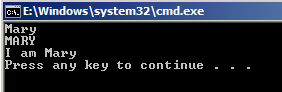 E:\Windows\system32\cmd.exe
Mary
MARY
I am Mary
Press any key to continue . . .